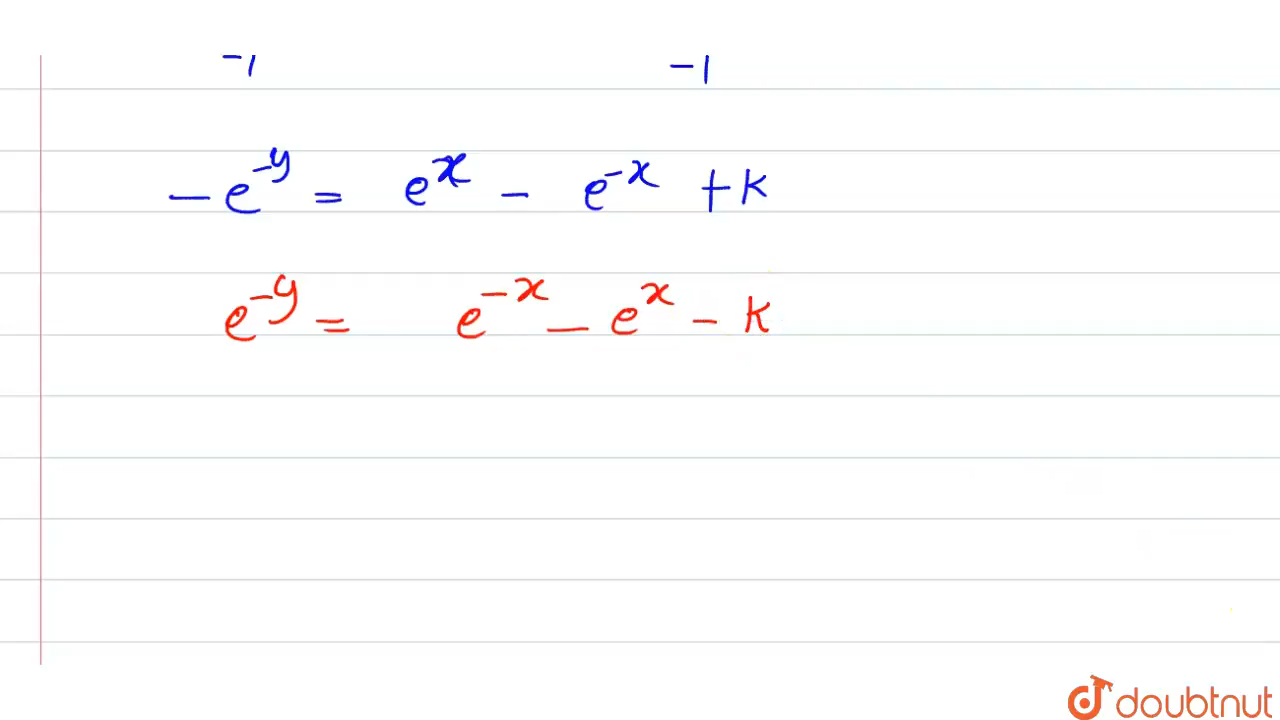 -1 -1
- e^{-y} = e^x - e^{-x} + k
e^{-y} = e^{-x} - e^x - k
doubtnut